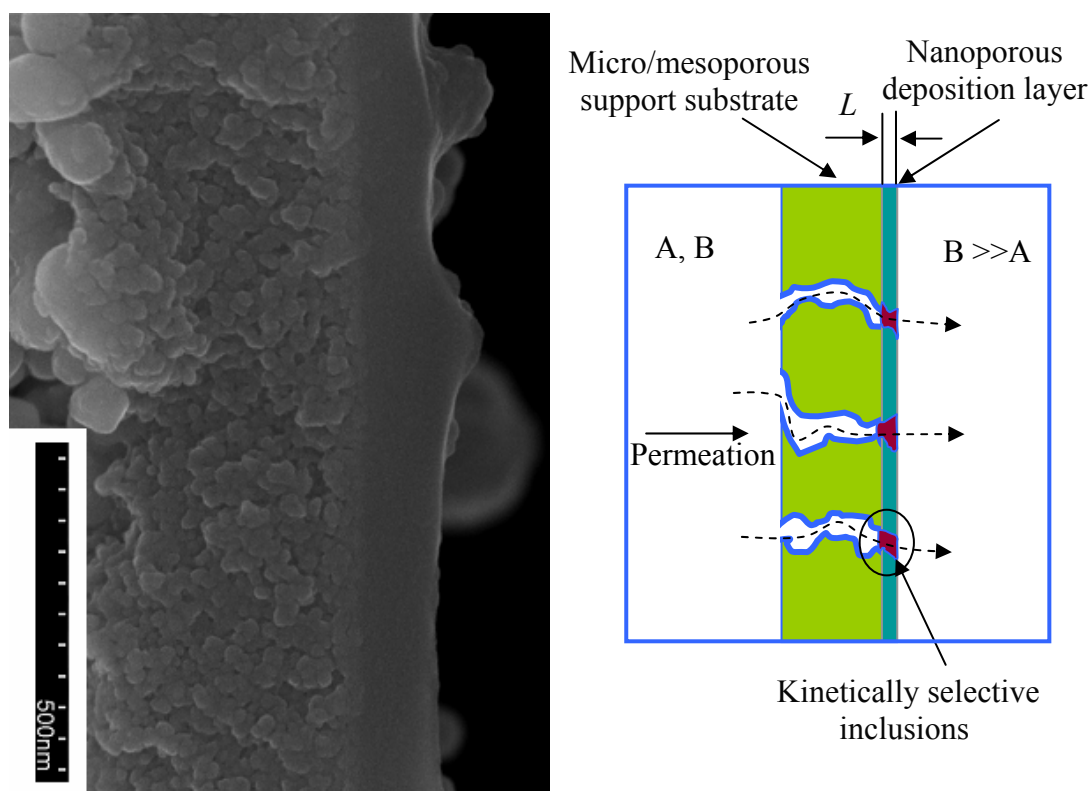 500nm
Micro/mesoporous
support substrate
L
Nanoporous
deposition layer
A, B
B >>A
Permeation
Kinetically selective
inclusions